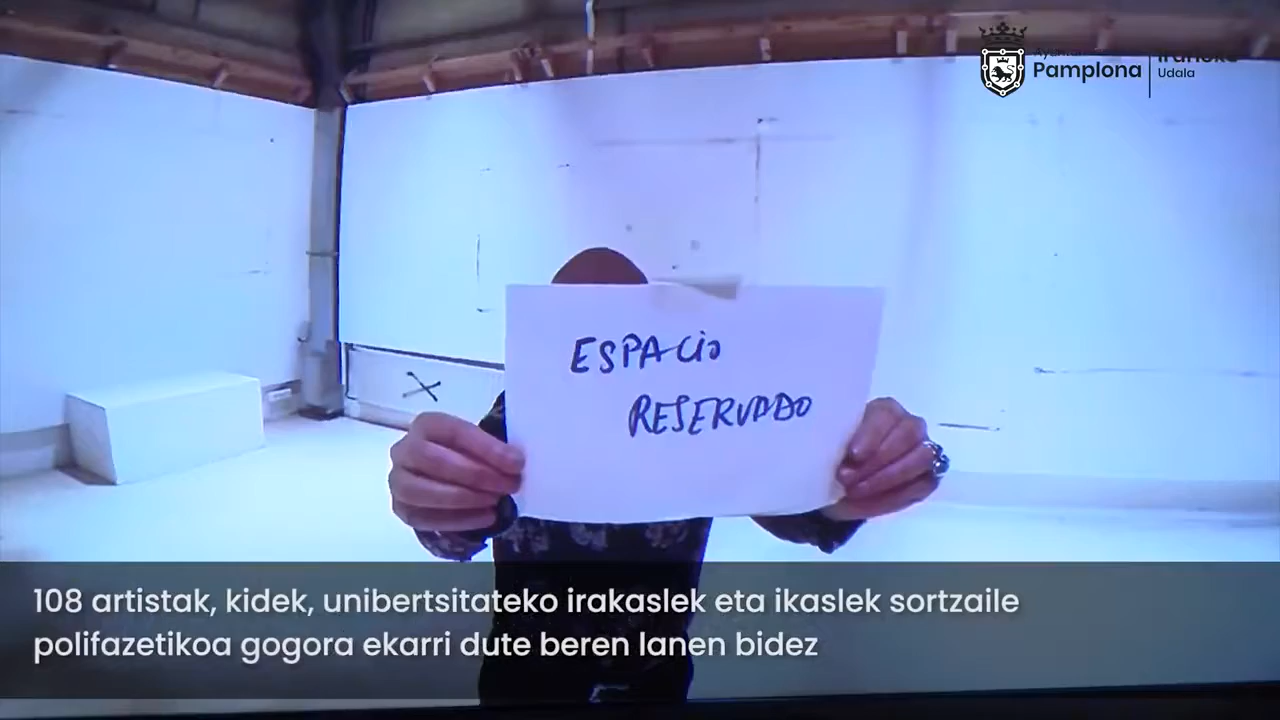 Pamplona
Udala
ESPACIO
RESERVADO
108 artistak, kidek, unibertsitateko irakaslek eta ikaslek sortzaile
polifazetikoa gogora ekarri dute beren lanen bidez